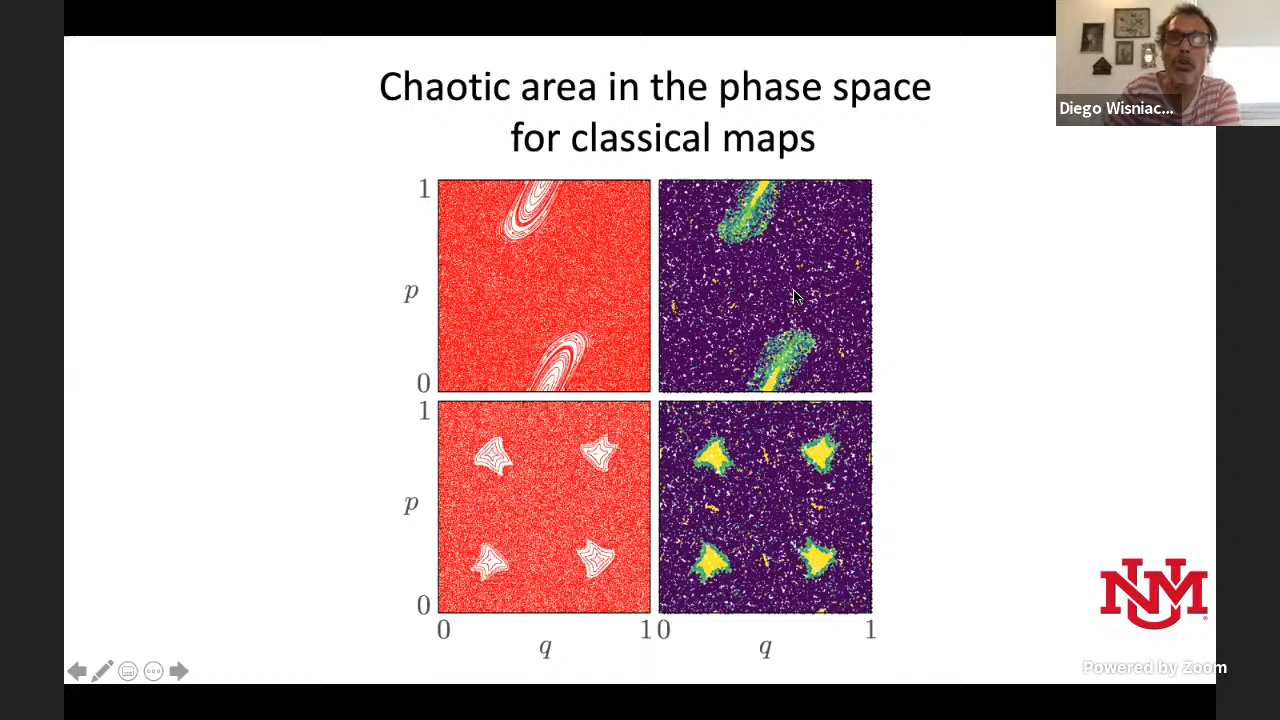 Chaotic area in the phase space
for classical maps
Diego Wisniac...
1
p
0
1
p
0
0
1
0
1
q
q
UNM
Powered by Zoom